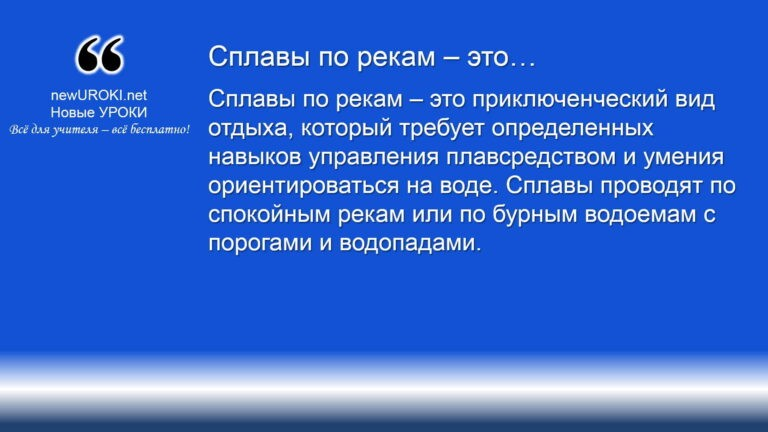 ❝
newUROKI.net
Новые УРОКИ
Всё для учителя – всё бесплатно!
Сплавы по рекам – это…
Сплавы по рекам – это приключенческий вид
отдыха, который требует определенных
навыков управления плавсредством и умения
ориентироваться на воде. Сплавы проводят по
спокойным рекам или по бурным водоемам с
порогами и водопадами.